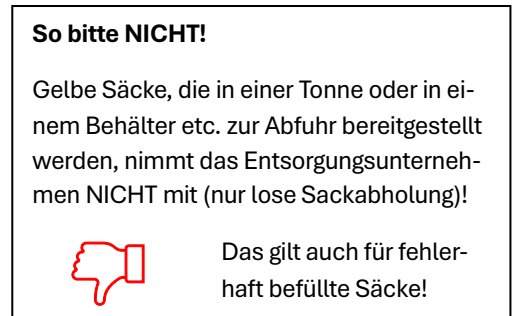 So bitte NICHT!
Gelbe Säcke, die in einer Tonne oder in ei-
nem Behälter etc. zur Abfuhr bereitgestellt
werden, nimmt das Entsorgungsunterneh-
men NICHT mit (nur lose Sackabholung)!
Das gilt auch für fehler-
haft befüllte Säcke!